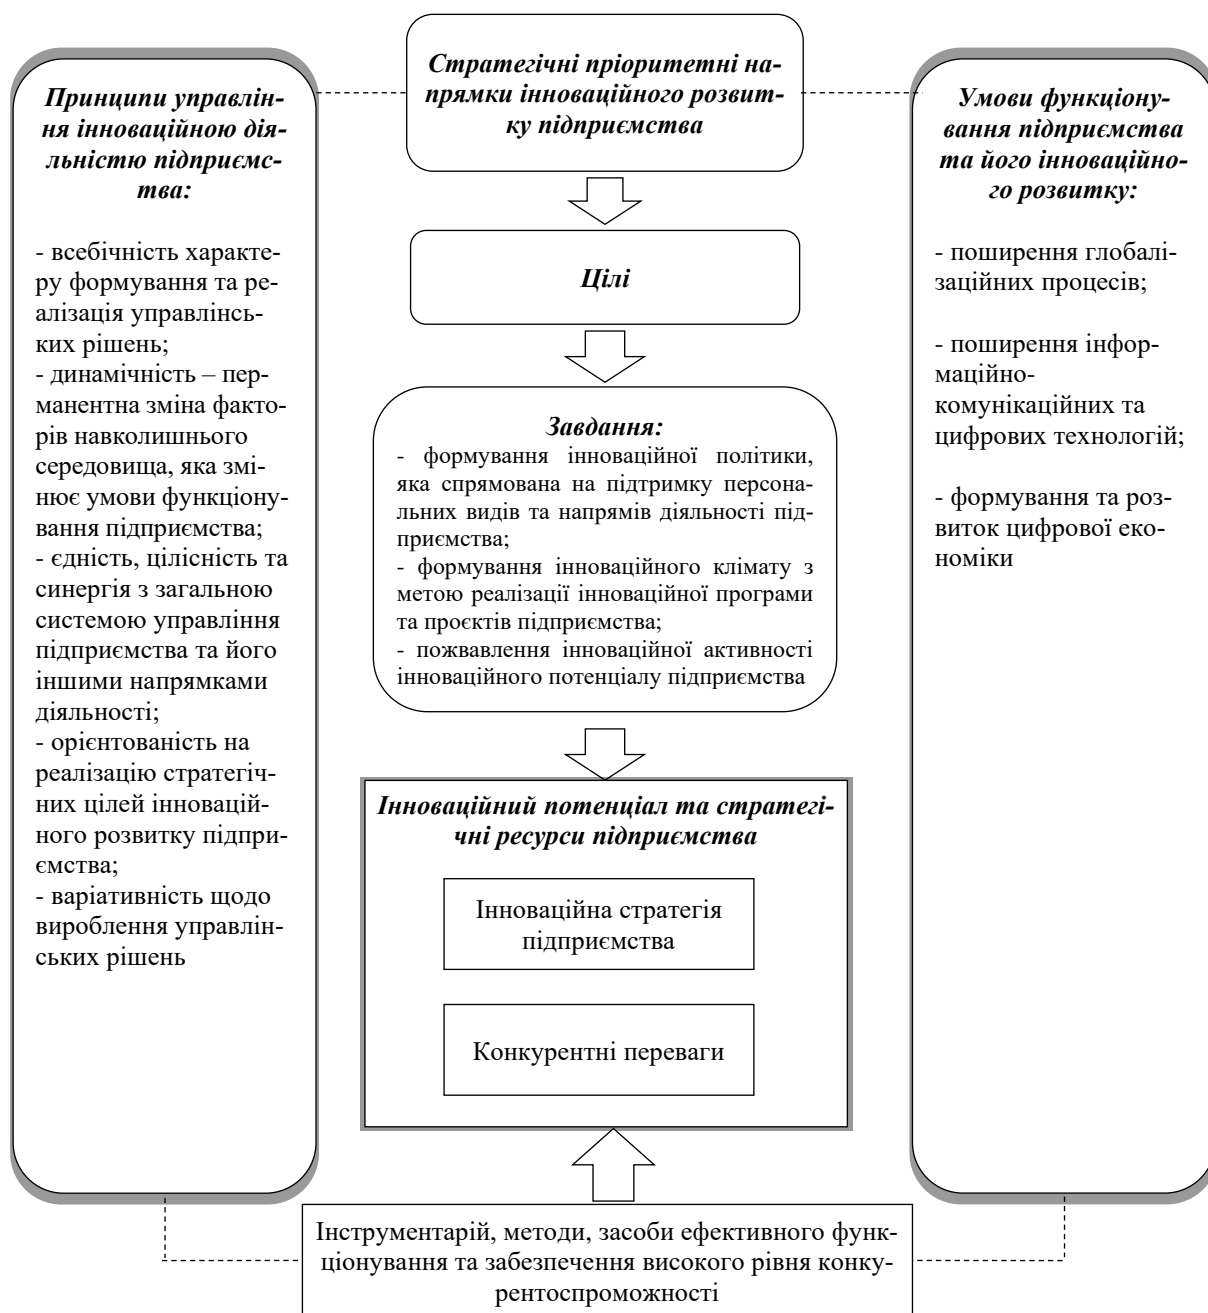 Стратегічні пріоритетні на-
прямки інноваційного розвит-
ку підприємства
Принципи управлін-
ня інноваційною дія-
льністю підприємс-
тва:
- всебічність характе-
ру формування та ре-
алізація управлінсь-
ких рішень;
- динамічність – пер-
манентна зміна факто-
рів навколишнього
середовища, яка змі-
нює умови функціону-
вання підприємства;
- єдність, цілісність та
синергія з загальною
системою управління
підприємства та його
іншими напрямками
діяльності;
- орієнтованість на
реалізацію стратегіч-
них цілей інновацій-
ного розвитку підпри-
ємства;
- варіативність щодо
вироблення управлін-
ських рішень
Цілі
Завдання:
- формування інноваційної політики,
яка спрямована на підтримку персона-
льних видів та напрямів діяльності під-
приємства;
- формування інноваційного клімату з
метою реалізації інноваційної програми
та проєктів підприємства;
- пожвавлення інноваційної активності
інноваційного потенціалу підприємства
Інноваційний потенціал та стратегі-
чні ресурси підприємства
Інноваційна стратегія
підприємства
Конкурентні переваги
Умови функціону-
вання підприємства
та його інноваційно-
го розвитку:
- поширення глобалі-
заційних процесів;
- поширення інфор-
маційно-
комунікаційних та
цифрових технологій;
- формування та роз-
виток цифрової еко-
номіки
Інструментарій, методи, засоби ефективного функ-
ціонування та забезпечення високого рівня конку-
рентоспроможності